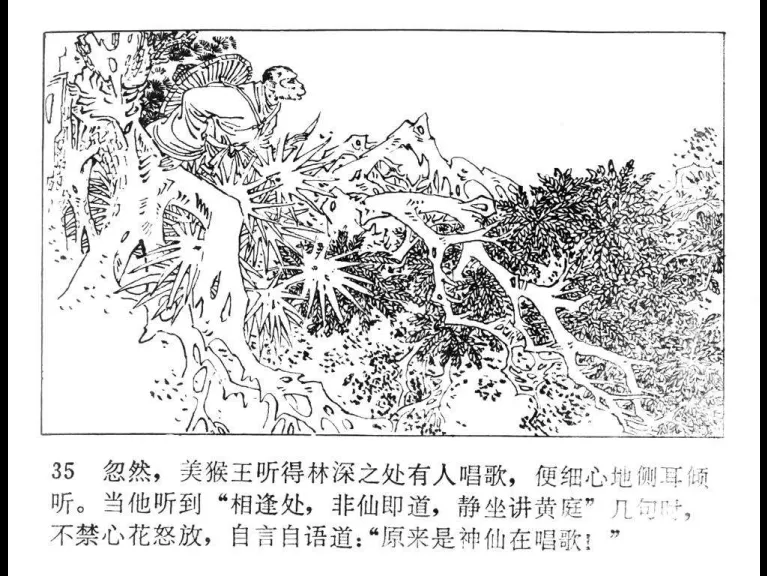 35 忽然，美猴王听得林深之处有人唱歌，便细心地侧耳倾
听。当他听到“相逢处，非仙即道，静坐讲黄庭”几句时，
不禁心花怒放，自言自语道：“原来是神仙在唱歌！”